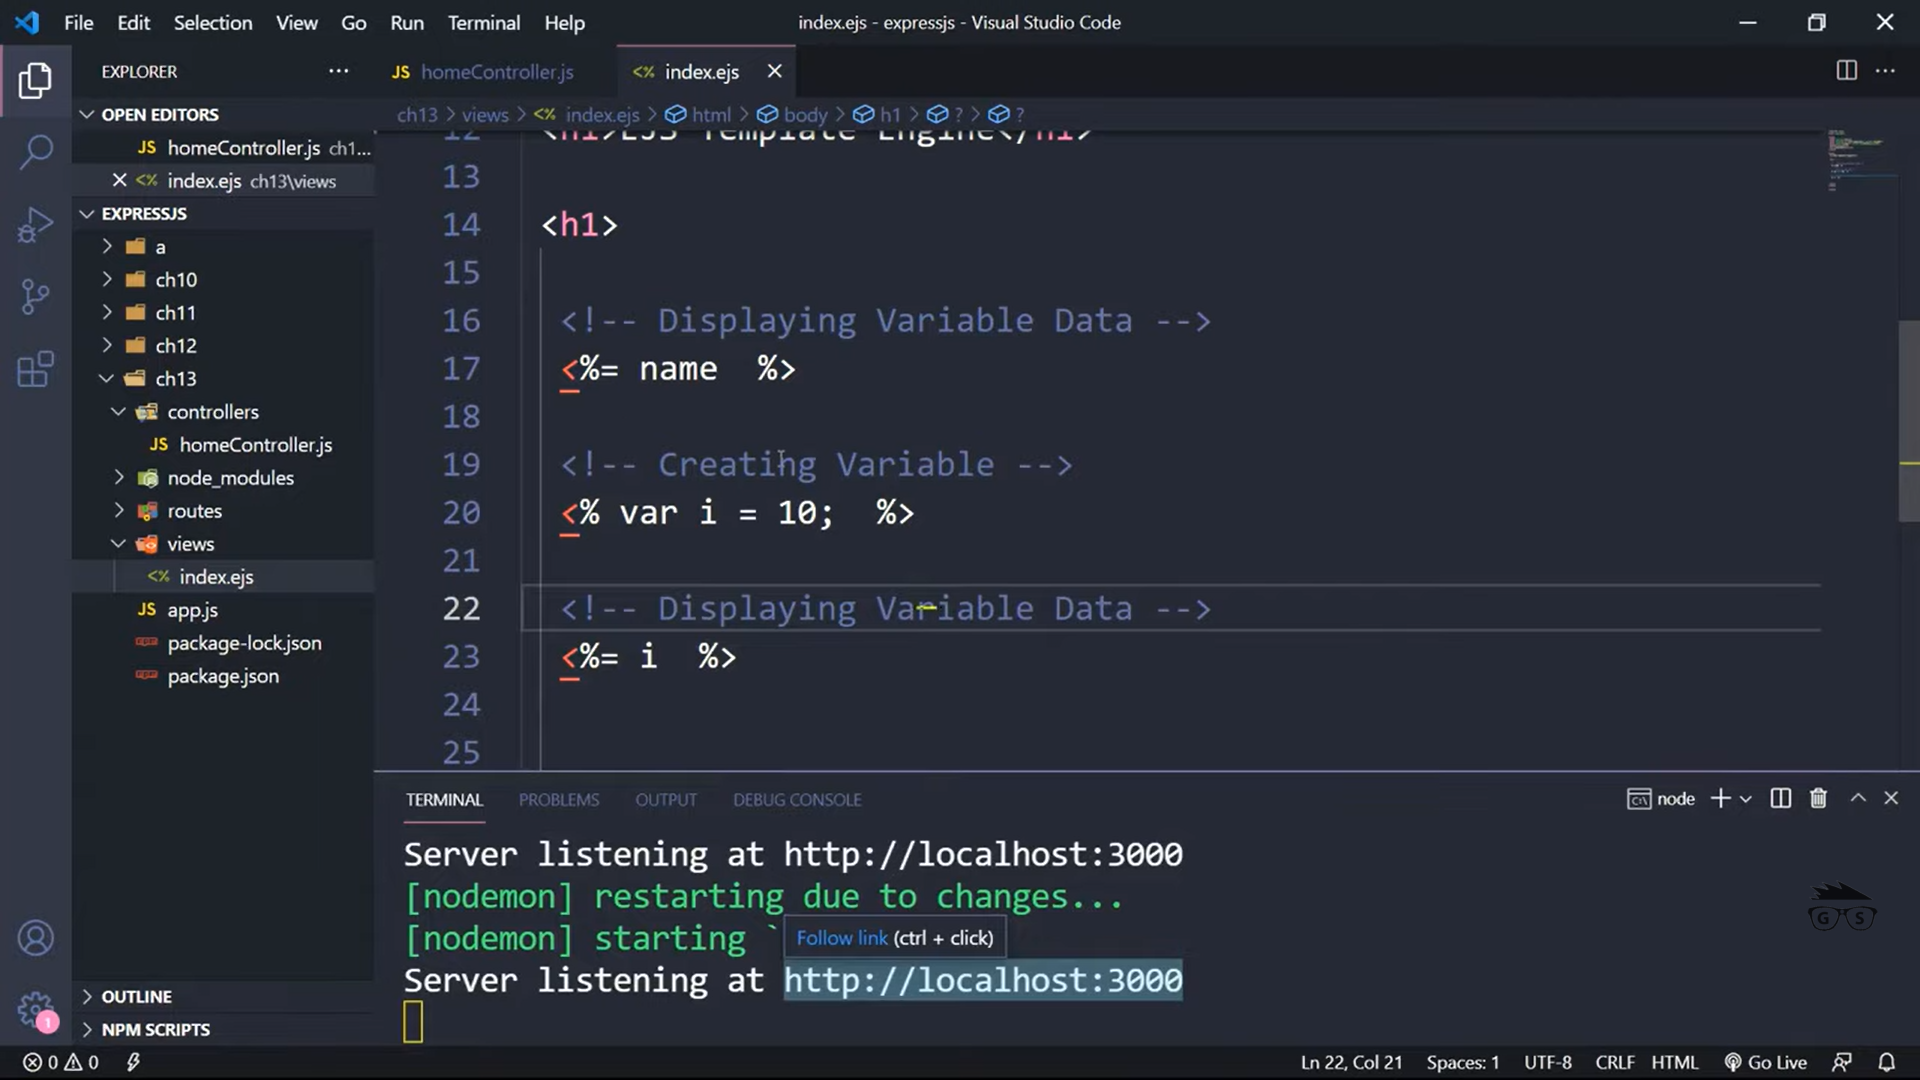 File Edit Selection View Go Run Terminal Help
index.ejs - expressjs - Visual Studio Code
EXPLORER
OPEN EDITORS
JS homeController.js ch1...
<% index.ejs ch13\views
EXPRESSJS
a
ch10
ch11
ch12
ch13
controllers
JS homeController.js
node_modules
routes
views
<% index.ejs
JS app.js
package-lock.json
package.json
OUTLINE
NPM SCRIPTS
JS homeController.js
<% index.ejs
ch13 > views > <% index.ejs > html > body > h1 > ? > ?
12 <h1>EJS Template Engine</h1>
13
14 <h1>
15
16 <!-- Displaying Variable Data -->
17 <%= name %>
18
19 <!-- Creating Variable -->
20 <% var i = 10; %>
21
22 <!-- Displaying Variable Data -->
23 <%= i %>
24
25
TERMINAL PROBLEMS OUTPUT DEBUG CONSOLE
node
Server listening at http://localhost:3000
[nodemon] restarting due to changes...
[nodemon] starting `
Follow link (ctrl + click)
Server listening at http://localhost:3000
G S
1
0 0
Ln 22, Col 21 Spaces: 1 UTF-8 CRLF HTML Go Live